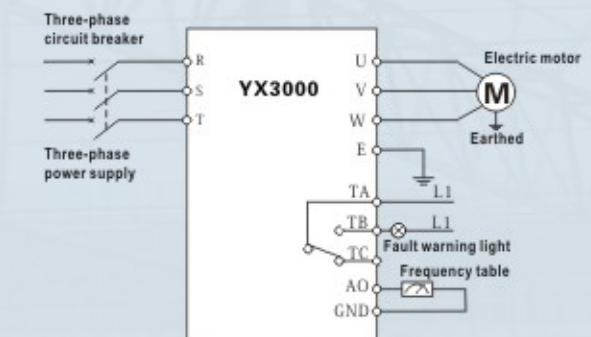 Three-phase
circuit breaker
R
S
T
Three-phase
power supply
YX3000
U
V
W
E
TA
TB
TC
AO
GND
Electric motor
M
Earthed
L1
L1
Fault warning light
Frequency table